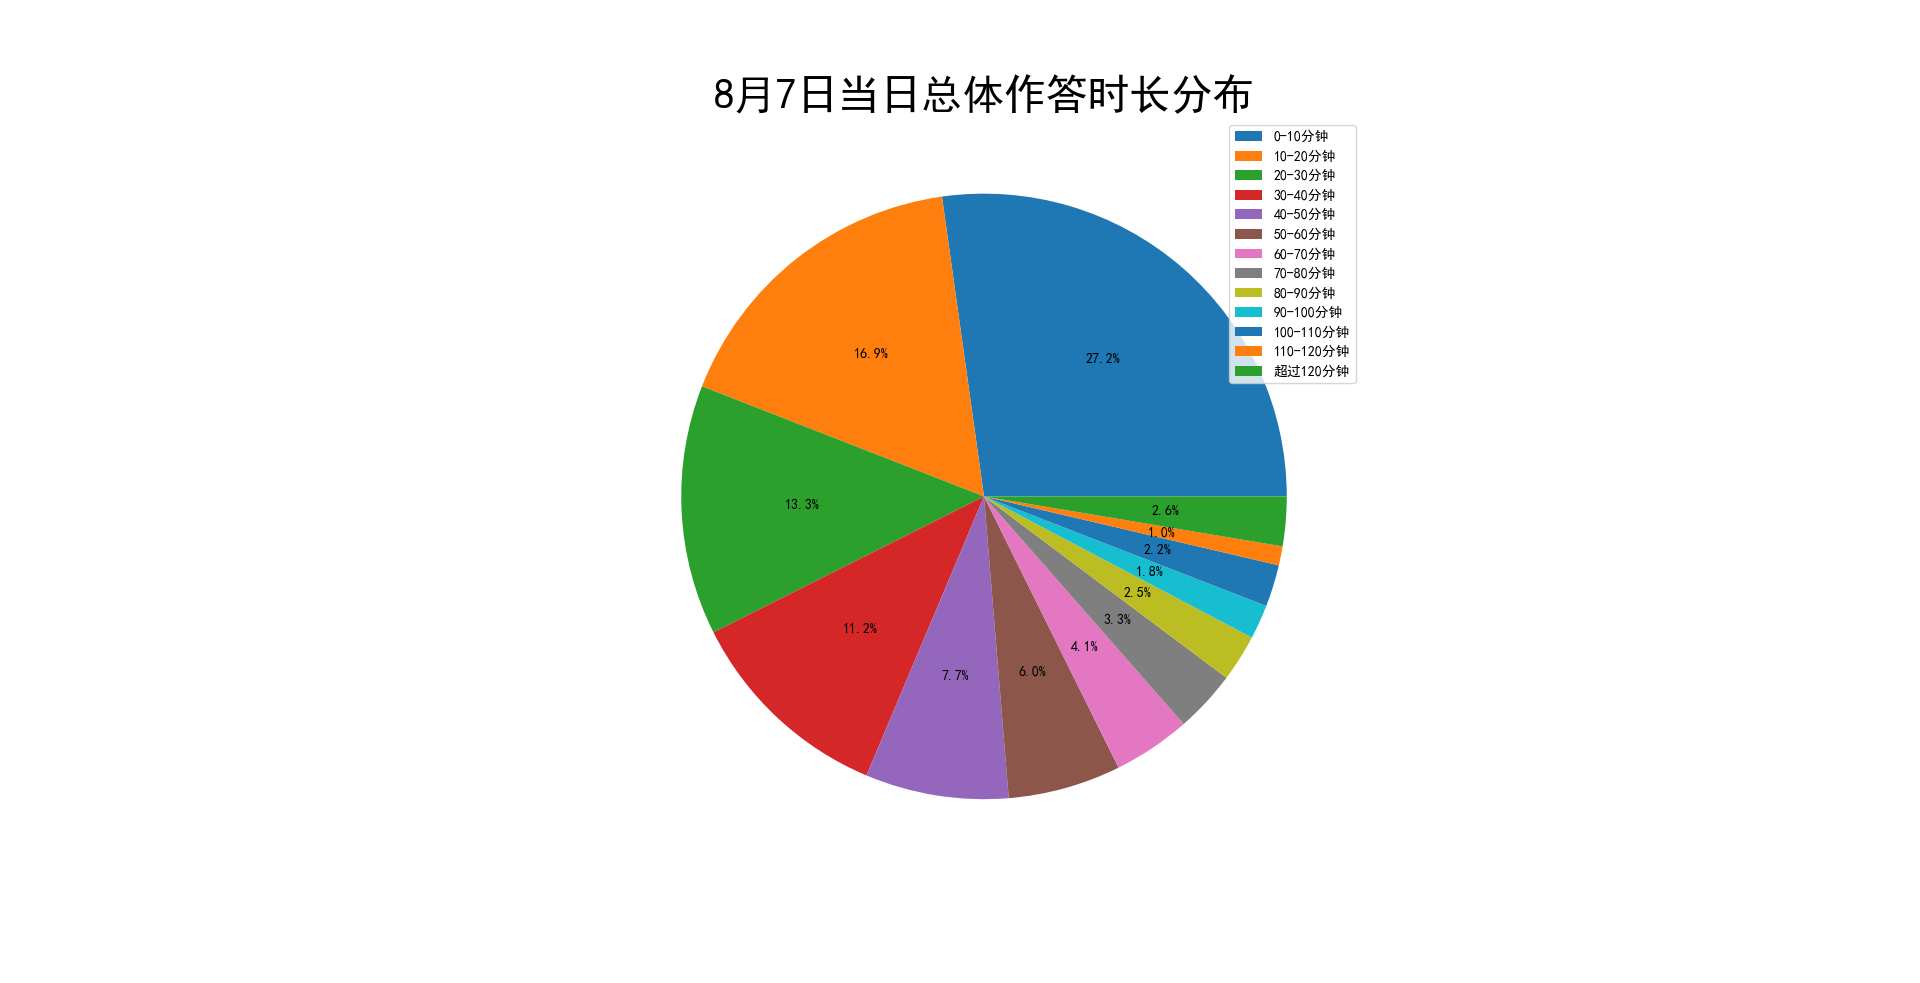 8月7日当日总体作答时长分布
0-10分钟
10-20分钟
20-30分钟
30-40分钟
40-50分钟
50-60分钟
60-70分钟
70-80分钟
80-90分钟
90-100分钟
100-110分钟
110-120分钟
超过120分钟
27.2%
16.9%
13.3%
11.2%
7.7%
6.0%
4.1%
3.3%
2.5%
1.8%
2.2%
1.0%
2.6%